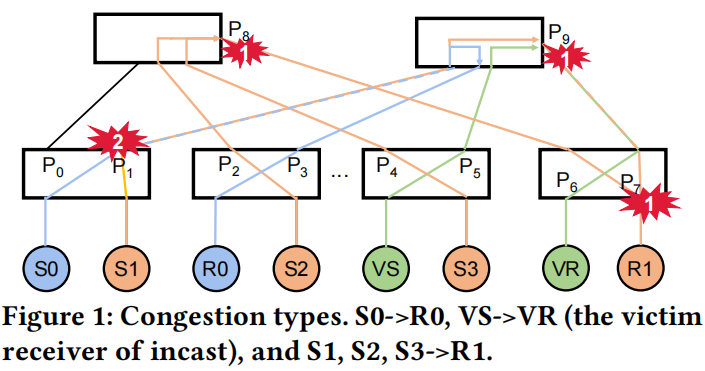 P8
1
P9
1
2
P0
P1
P2
P3
...
P4
P5
P6
P7
1
S0
S1
R0
S2
VS
S3
VR
R1
Figure 1: Congestion types. S0->R0, VS->VR (the victim
receiver of incast), and S1, S2, S3->R1.